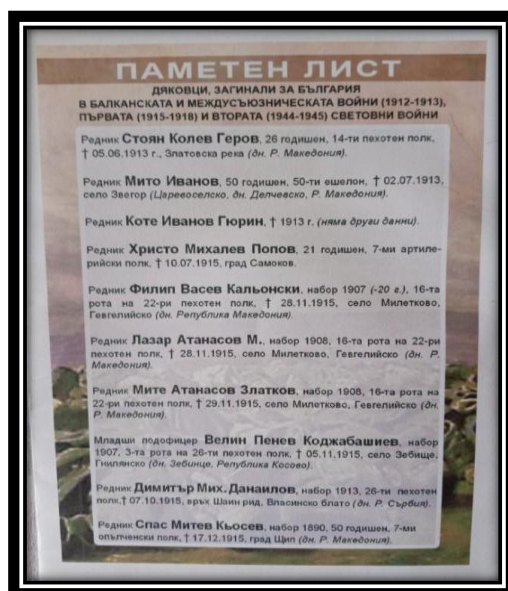 ПАМЕТЕН ЛИСТ
ДЯКОВЦИ, ЗАГИНАЛИ ЗА БЪЛГАРИЯ
В БАЛКАНСКАТА И МЕЖДУСЪЮЗНИЧЕСКАТА ВОЙНИ (1912-1913),
ПЪРВАТА (1915-1918) И ВТОРАТА (1944-1945) СВЕТОВНИ ВОЙНИ
Редник Стоян Колев Геров, 26 годишен, 14-ти пехотен полк,
† 05.06.1913 г., Златовска река (дн. Р. Македония).
Редник Мито Иванов, 50 годишен, 50-ти ешелон, † 02.07.1913,
село Звегор (Царевоселско, дн. Делчевско, Р. Македония).
Редник Коте Иванов Гюрин, † 1913 г. (няма други данни).
Редник Христо Михалев Попов, 21 годишен, 7-ми артиле-
рийски полк, † 10.07.1915, град Самоков.
Редник Филип Васев Кальонски, набор 1907 (-20 г.), 16-та
рота на 22-ри пехотен полк, † 28.11.1915, село Милетково,
Гевгелийско (дн. Република Македония).
Редник Лазар Атанасов М., набор 1908, 16-та рота на 22-ри
пехотен полк, † 28.11.1915, село Милетково, Гевгелийско (дн. Р.
Македония).
Редник Мите Атанасов Златков, набор 1908, 16-та рота на
22-ри пехотен полк, † 29.11.1915, село Милетково, Гевгелийско (дн.
Р. Македония).
Младши подофицер Велин Пенев Коджабашиев, набор
1907, 3-та рота на 26-ти пехотен полк, † 05.11.1915, село Зебище,
Гнилянско (дн. Зебинце, Република Косово).
Редник Димитър Мих. Данаилов, набор 1913, 26-ти пехотен
полк,† 07.10.1915, връх Шаин рид, Власинско блато (дн. Р. Сърбия).
Редник Спас Митев Кьосев, набор 1890, 50 годишен, 7-ми
опълченски полк, † 17.12.1915, град Щип (дн. Р. Македония).